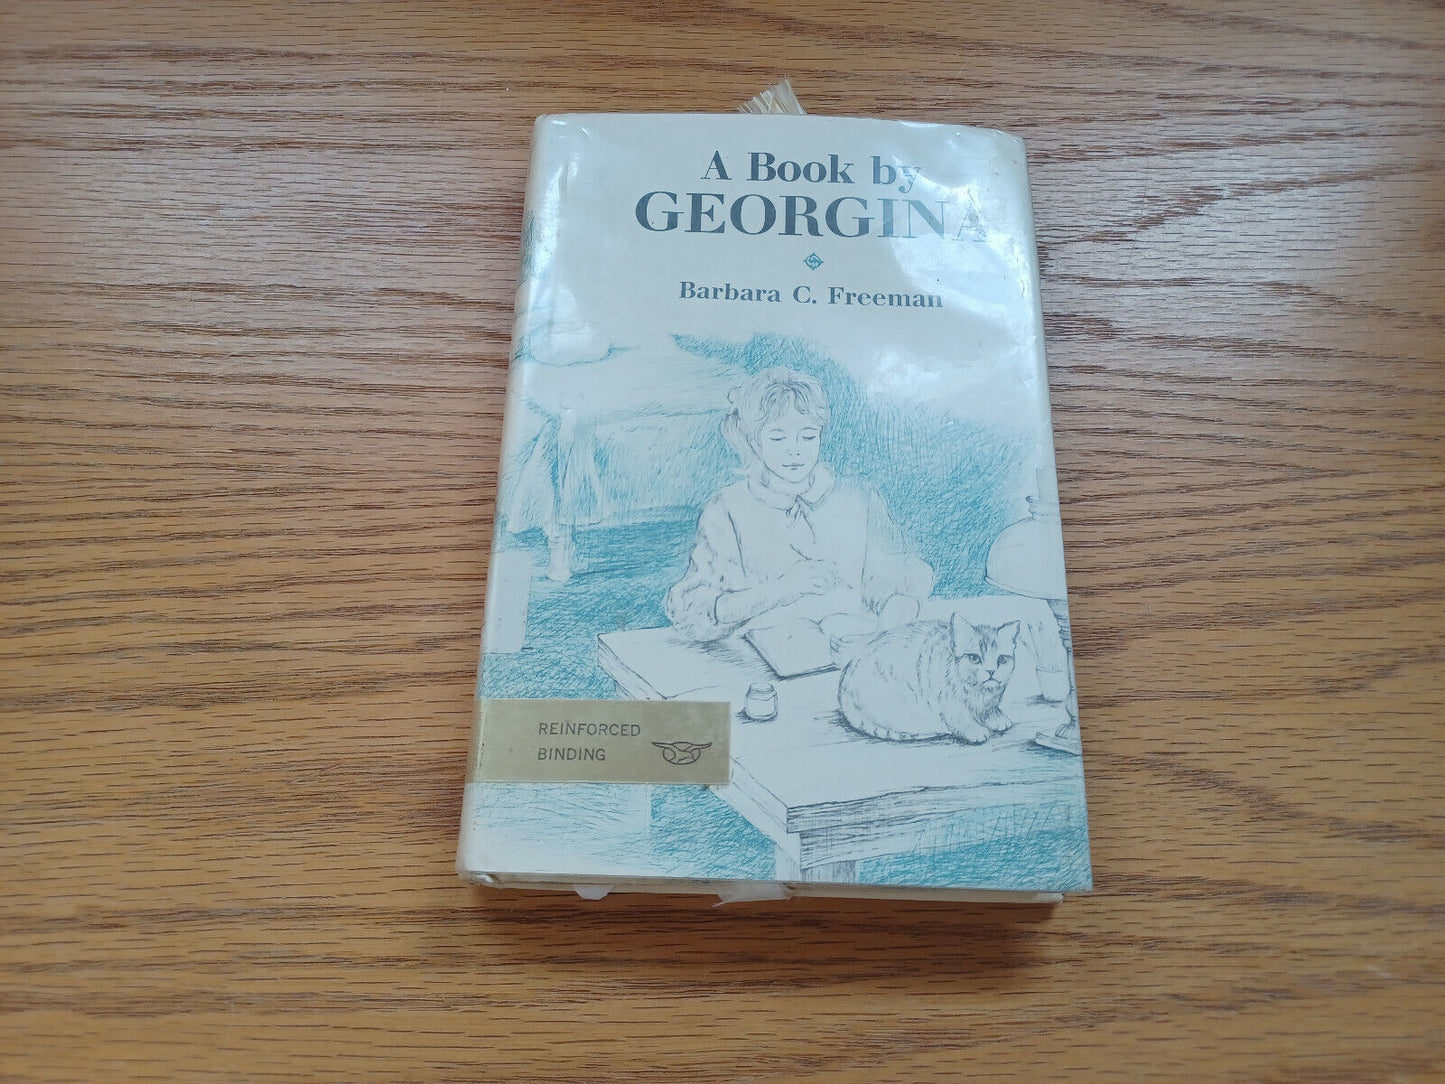 A Book by
GEORGINA
Barbara C. Freeman
REINFORCED
BINDING